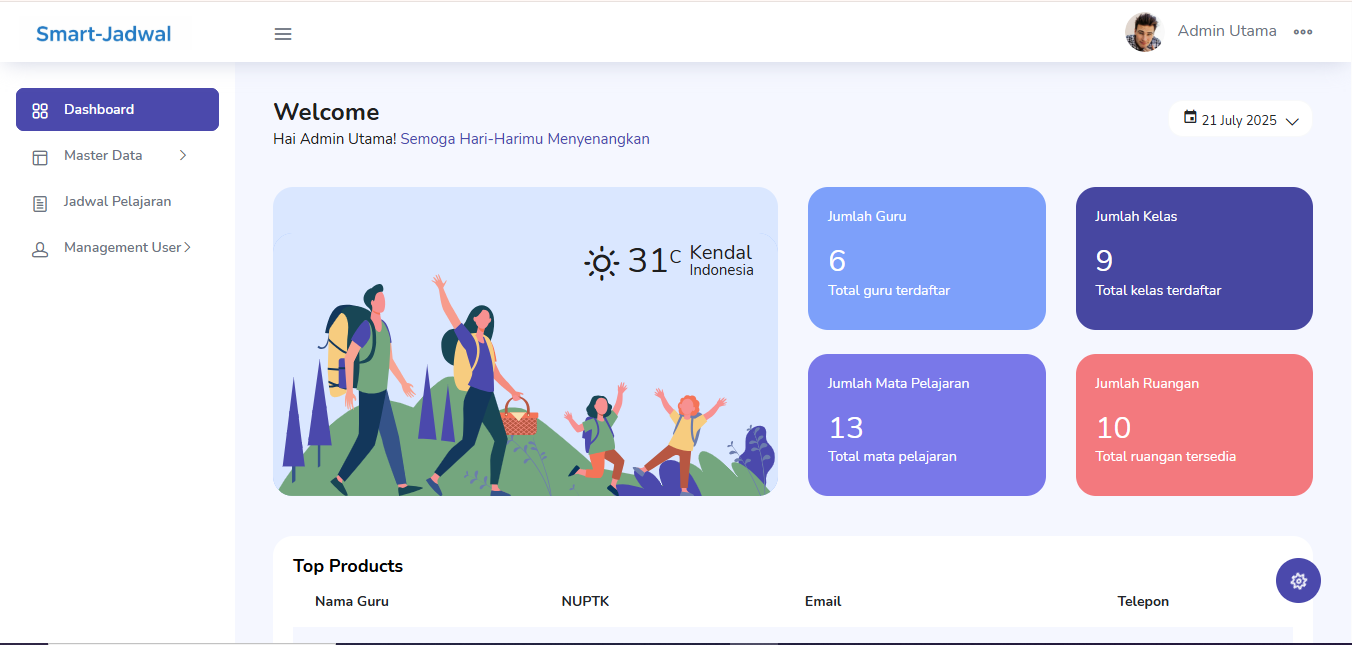 Smart-Jadwal
Admin Utama
Dashboard
Master Data
Jadwal Pelajaran
Management User
Welcome
Hai Admin Utama! Semoga Hari-Harimu Menyenangkan
21 July 2025
31 C Kendal
Indonesia
Jumlah Guru
6
Total guru terdaftar
Jumlah Kelas
9
Total kelas terdaftar
Jumlah Mata Pelajaran
13
Total mata pelajaran
Jumlah Ruangan
10
Total ruangan tersedia
Top Products
Nama Guru NUPTK Email Telepon